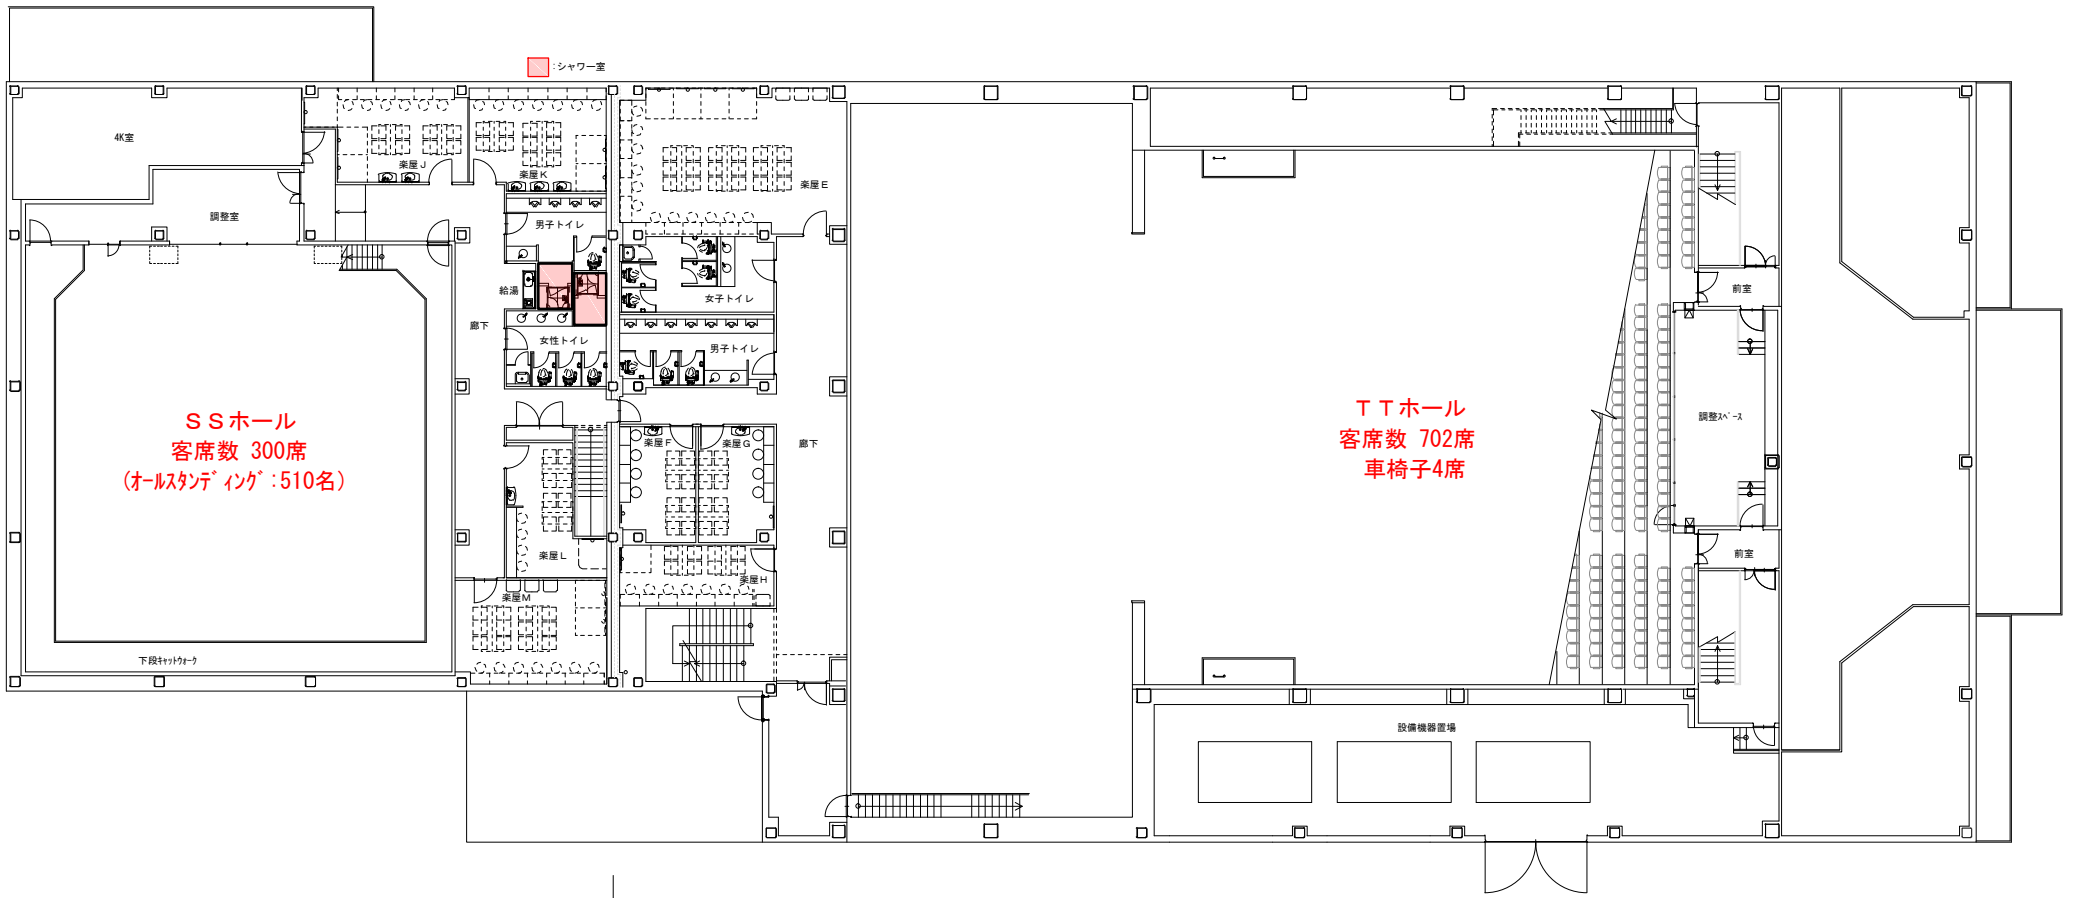 :シャワー室
4K室
楽屋J
楽屋K
楽屋E
調整室
男子トイレ
給湯
女子トイレ
前室
廊下
女性トイレ
男子トイレ
SSホール
客席数 300席
(オールスタンディング:510名)
楽屋F
楽屋G
廊下
TTホール
客席数 702席
車椅子4席
調整スペース
楽屋L
楽屋H
前室
楽屋M
下段キャットウォーク
設備機器置場